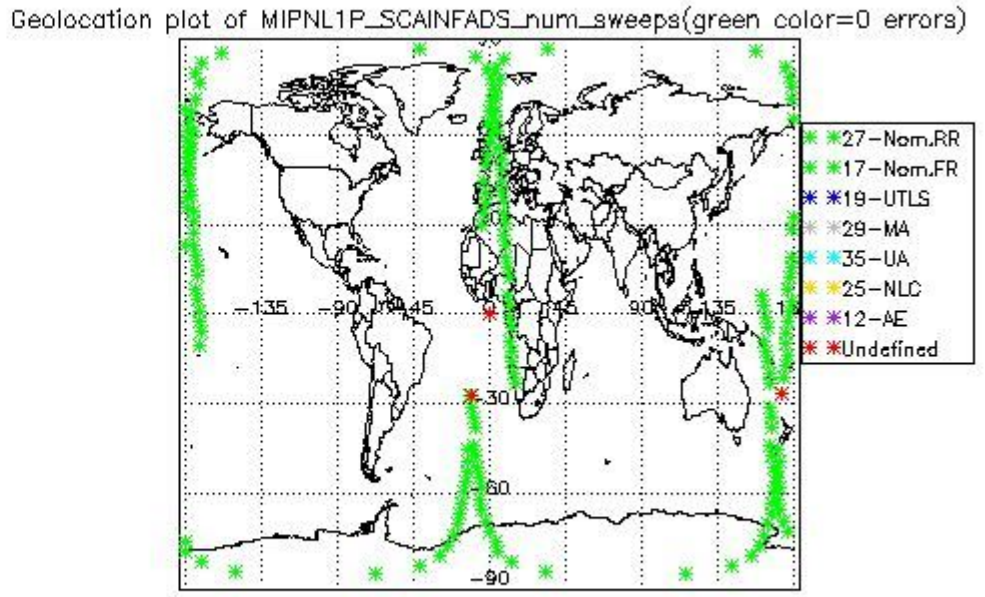 Geolocation plot of MIPNL1P_SCAINFADS_num_sweeps(green color=0 errors)
27-Nom.RR
17-Nom.FR
19-UTLS
29-MA
35-UA
25-NLC
12-AE
Undefined
-135 -90 -45 45 90 135
-30
-60
-90